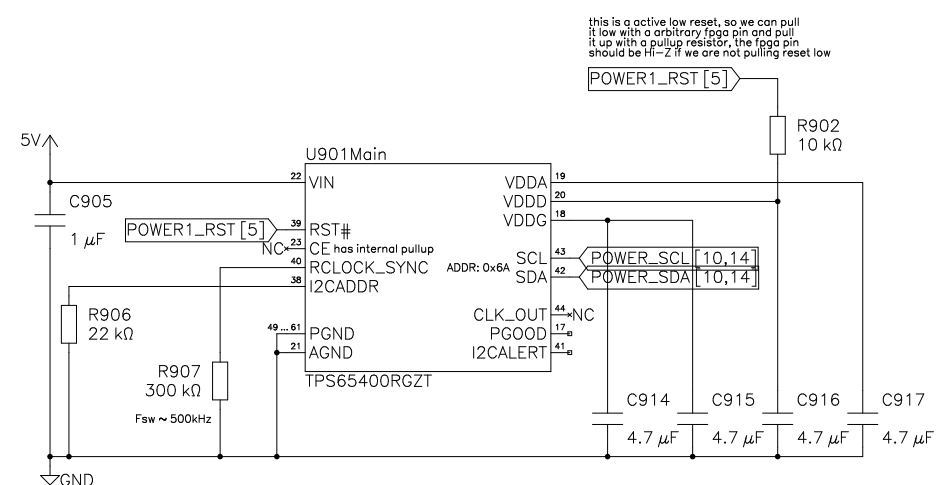 this is a active low reset, so we can pull
it low with a arbitrary fpga pin and pull
it up with a pullup resistor, the fpga pin
should be Hi-Z if we are not pulling reset low
POWER1_RST [5]
R902
10 kΩ
5V
U901Main
22 VIN
VDDA 19
VDDD 20
VDDG 18
C905
1 μF
POWER1_RST [5]
39 RST#
NC 23 CE has internal pullup
40 RCLOCK_SYNC
38 I2CADDR
ADDR: 0x6A
SCL 43 POWER_SCL [10,14]
SDA 42 POWER_SDA [10,14]
CLK_OUT 44 NC
PGOOD 17
I2CALERT 41
49...61 PGND
21 AGND
TPS65400RGZT
R906
22 kΩ
R907
300 kΩ
Fsw ~ 500kHz
C914
4.7 μF
C915
4.7 μF
C916
4.7 μF
C917
4.7 μF
GND